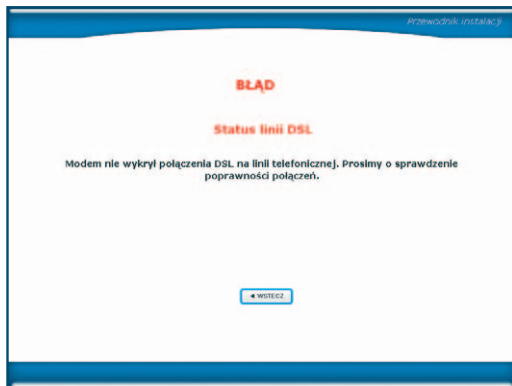 Przewodnik instalacji
BŁĄD
Status linii DSL
Modem nie wykrył połączenia DSL na linii telefonicznej. Prosimy o sprawdzenie
poprawności połączeń.
◄ WSTECZ